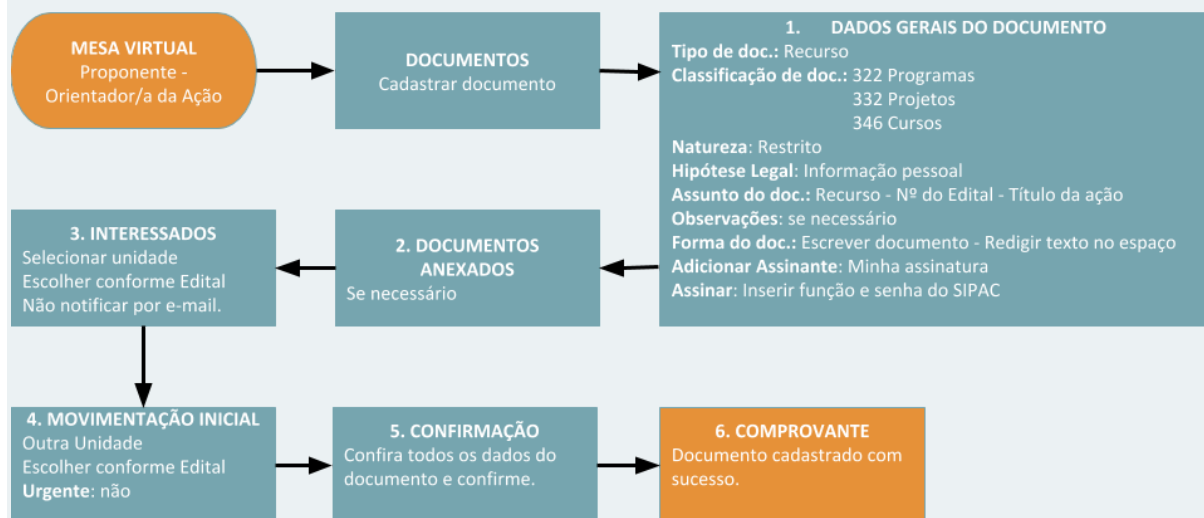 MESA VIRTUAL
Proponente -
Orientador/a da Ação
DOCUMENTOS
Cadastrar documento
1. DADOS GERAIS DO DOCUMENTO
Tipo de doc.: Recurso
Classificação de doc.: 322 Programas
332 Projetos
346 Cursos
Natureza: Restrito
Hipótese Legal: Informação pessoal
Assunto do doc.: Recurso - Nº do Edital - Título da ação
Observações: se necessário
Forma do doc.: Escrever documento - Redigir texto no espaço
Adicionar Assinante: Minha assinatura
Assinar: Inserir função e senha do SIPAC
2. DOCUMENTOS
ANEXADOS
Se necessário
3. INTERESSADOS
Selecionar unidade
Escolher conforme Edital
Não notificar por e-mail.
4. MOVIMENTAÇÃO INICIAL
Outra Unidade
Escolher conforme Edital
Urgente: não
5. CONFIRMAÇÃO
Confira todos os dados do
documento e confirme.
6. COMPROVANTE
Documento cadastrado com
sucesso.